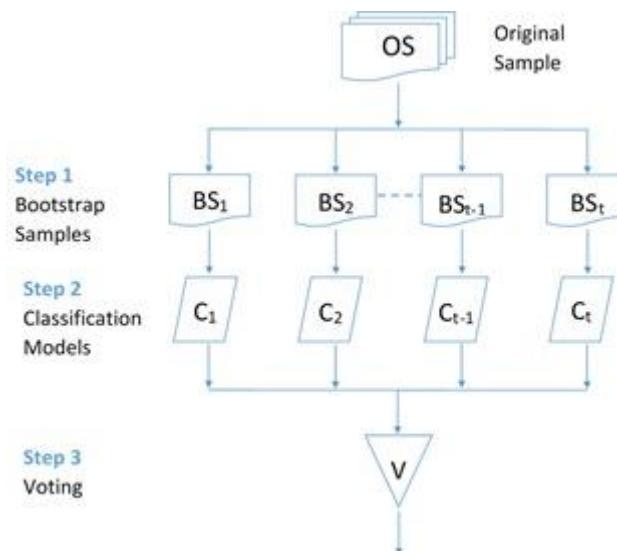 OS
Original
Sample
Step 1
Bootstrap
Samples
BS₁
BS₂
BSₜ₋₁
BSₜ
Step 2
Classification
Models
C₁
C₂
Cₜ₋₁
Cₜ
Step 3
Voting
V